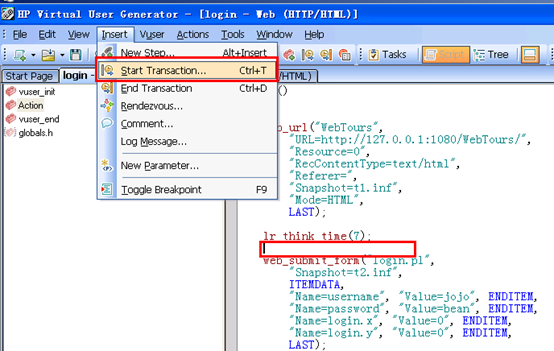 HP Virtual User Generator - [login - Web (HTTP/HTML)]
File Edit View Insert Vuser Actions Tools Window Help
Tasks Script Tree
Start Page login - /HTML)
New Step... Alt+Insert
Start Transaction... Ctrl+T
End Transaction Ctrl+D
Rendezvous...
Comment...
Log Message...
New Parameter...
Toggle Breakpoint F9
vuser_init
Action
vuser_end
globals.h
()
_url("WebTours",
"URL=http://127.0.0.1:1080/WebTours/",
"Resource=0",
"RecContentType=text/html",
"Referer=",
"Snapshot=t1.inf",
"Mode=HTML",
LAST);
lr_think_time(7);
web_submit_form("login.pl",
"Snapshot=t2.inf",
ITEMDATA,
"Name=username", "Value=jojo", ENDITEM,
"Name=password", "Value=bean", ENDITEM,
"Name=login.x", "Value=0", ENDITEM,
"Name=login.y", "Value=0", ENDITEM,
LAST);